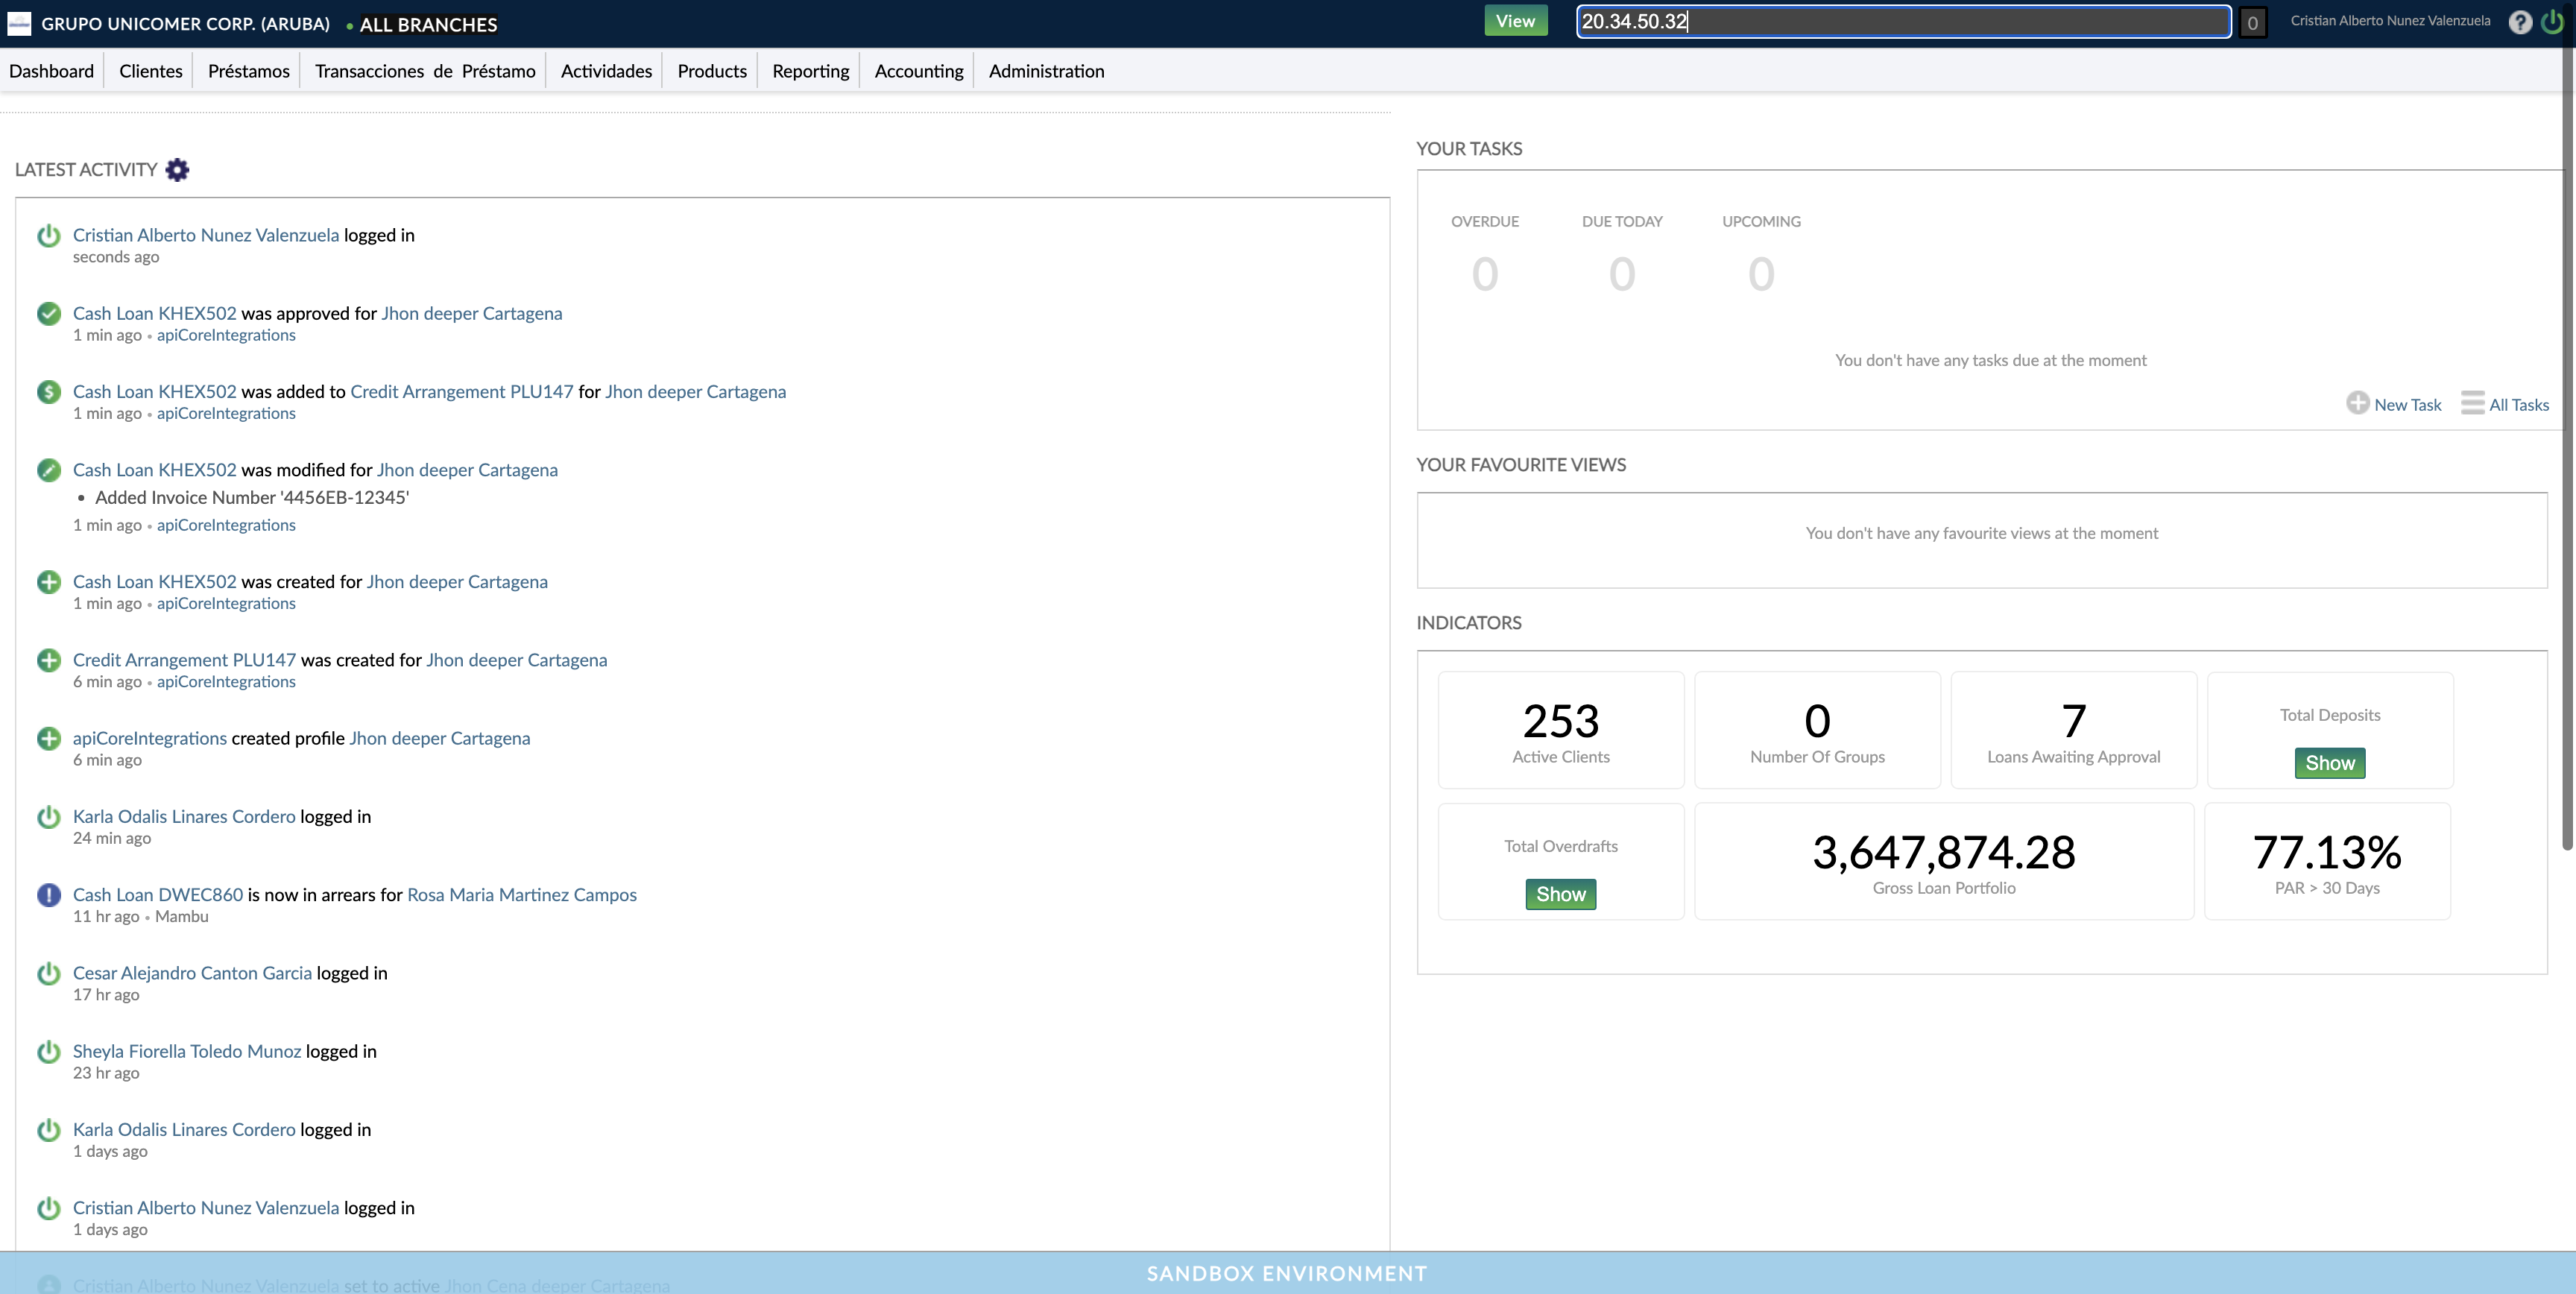 GRUPO UNICOMER CORP. (ARUBA) • ALL BRANCHES
View
20.34.50.32
0
Cristian Alberto Nunez Valenzuela
?
Dashboard Clientes Préstamos Transacciones de Préstamo Actividades Products Reporting Accounting Administration
LATEST ACTIVITY
Cristian Alberto Nunez Valenzuela logged in
seconds ago
Cash Loan KHEX502 was approved for Jhon deeper Cartagena
1 min ago • apiCoreIntegrations
Cash Loan KHEX502 was added to Credit Arrangement PLU147 for Jhon deeper Cartagena
1 min ago • apiCoreIntegrations
Cash Loan KHEX502 was modified for Jhon deeper Cartagena
• Added Invoice Number '4456EB-12345'
1 min ago • apiCoreIntegrations
Cash Loan KHEX502 was created for Jhon deeper Cartagena
1 min ago • apiCoreIntegrations
Credit Arrangement PLU147 was created for Jhon deeper Cartagena
6 min ago • apiCoreIntegrations
apiCoreIntegrations created profile Jhon deeper Cartagena
6 min ago
Karla Odalis Linares Cordero logged in
24 min ago
Cash Loan DWEC860 is now in arrears for Rosa Maria Martinez Campos
11 hr ago • Mambu
Cesar Alejandro Canton Garcia logged in
17 hr ago
Sheyla Fiorella Toledo Munoz logged in
23 hr ago
Karla Odalis Linares Cordero logged in
1 days ago
Cristian Alberto Nunez Valenzuela logged in
1 days ago
Cristian Alberto Nunez Valenzuela set to active Jhon Cena deeper Cartagena
YOUR TASKS
OVERDUE DUE TODAY UPCOMING
0 0 0
You don't have any tasks due at the moment
New Task All Tasks
YOUR FAVOURITE VIEWS
You don't have any favourite views at the moment
INDICATORS
253
Active Clients
0
Number Of Groups
7
Loans Awaiting Approval
Total Deposits
Show
Total Overdrafts
Show
3,647,874.28
Gross Loan Portfolio
77.13%
PAR > 30 Days
SANDBOX ENVIRONMENT